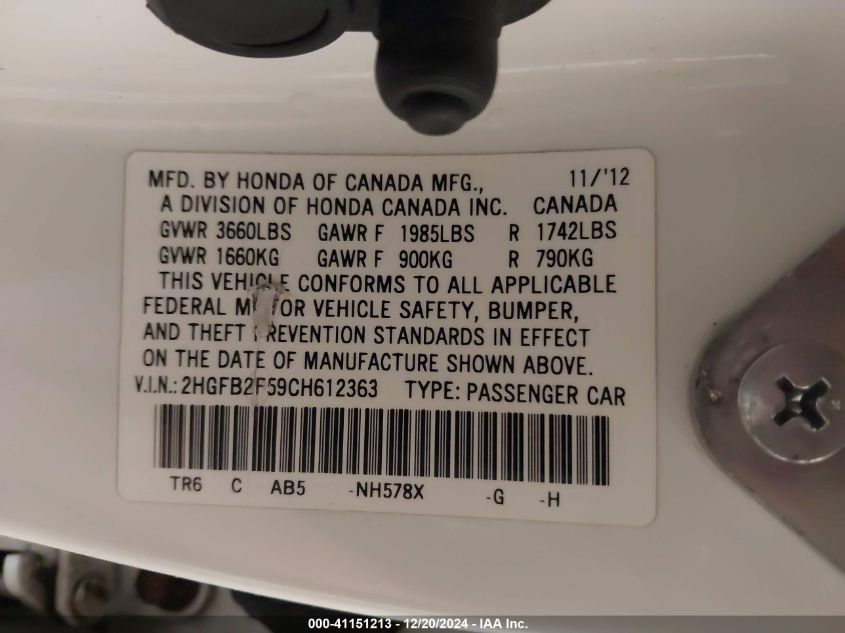 MFD. BY HONDA OF CANADA MFG., 11/'12
A DIVISION OF HONDA CANADA INC. CANADA
GVWR 3660LBS GAWR F 1985LBS R 1742LBS
GVWR 1660KG GAWR F 900KG R 790KG
THIS VEHICLE CONFORMS TO ALL APPLICABLE
FEDERAL MOTOR VEHICLE SAFETY, BUMPER,
AND THEFT PREVENTION STANDARDS IN EFFECT
ON THE DATE OF MANUFACTURE SHOWN ABOVE.
V.I.N.: 2HGFB2F59CH612363 TYPE: PASSENGER CAR
TR6 C AB5 -NH578X -G -H
000-41151213 - 12/20/2024 - IAA Inc.